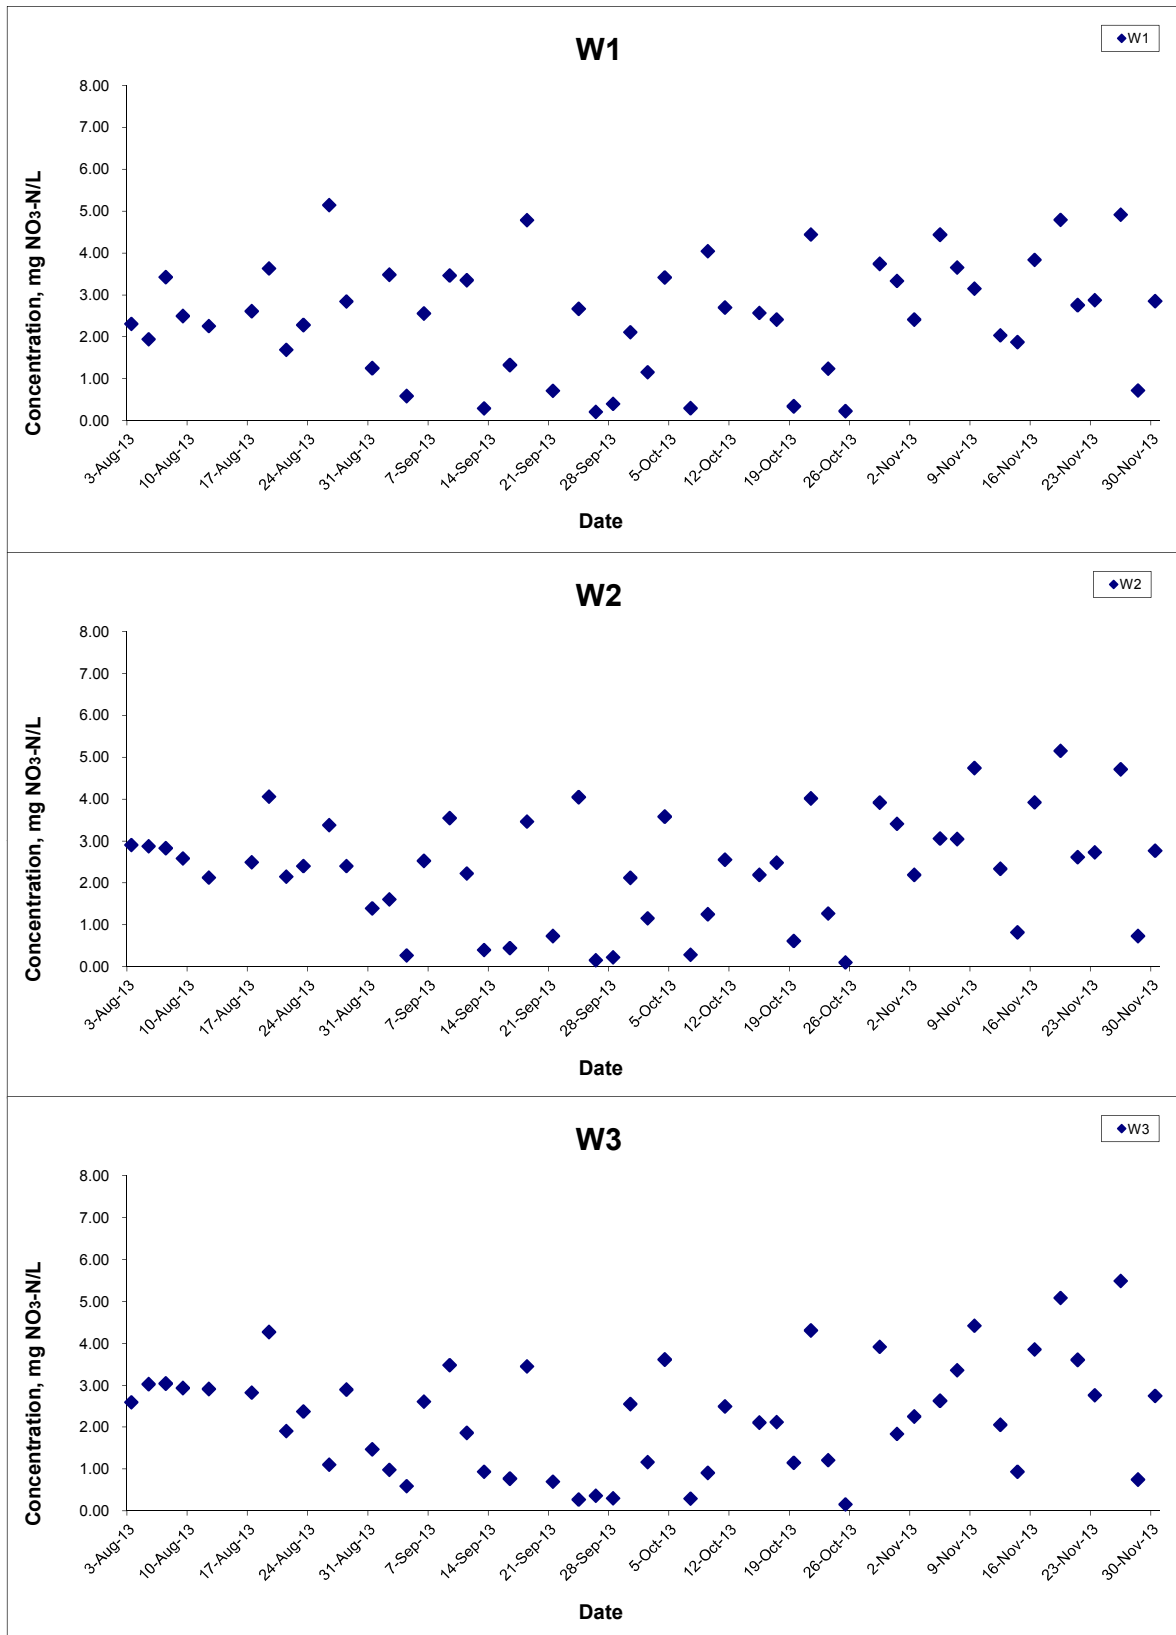 W1
W1
8.00
7.00
6.00
5.00
4.00
3.00
2.00
1.00
0.00
Concentration, mg NO3-N/L
3-Aug-13
10-Aug-13
17-Aug-13
24-Aug-13
31-Aug-13
7-Sep-13
14-Sep-13
21-Sep-13
28-Sep-13
5-Oct-13
12-Oct-13
19-Oct-13
26-Oct-13
2-Nov-13
9-Nov-13
16-Nov-13
23-Nov-13
30-Nov-13
Date
W2
W2
8.00
7.00
6.00
5.00
4.00
3.00
2.00
1.00
0.00
Concentration, mg NO3-N/L
3-Aug-13
10-Aug-13
17-Aug-13
24-Aug-13
31-Aug-13
7-Sep-13
14-Sep-13
21-Sep-13
28-Sep-13
5-Oct-13
12-Oct-13
19-Oct-13
26-Oct-13
2-Nov-13
9-Nov-13
16-Nov-13
23-Nov-13
30-Nov-13
Date
W3
W3
8.00
7.00
6.00
5.00
4.00
3.00
2.00
1.00
0.00
Concentration, mg NO3-N/L
3-Aug-13
10-Aug-13
17-Aug-13
24-Aug-13
31-Aug-13
7-Sep-13
14-Sep-13
21-Sep-13
28-Sep-13
5-Oct-13
12-Oct-13
19-Oct-13
26-Oct-13
2-Nov-13
9-Nov-13
16-Nov-13
23-Nov-13
30-Nov-13
Date